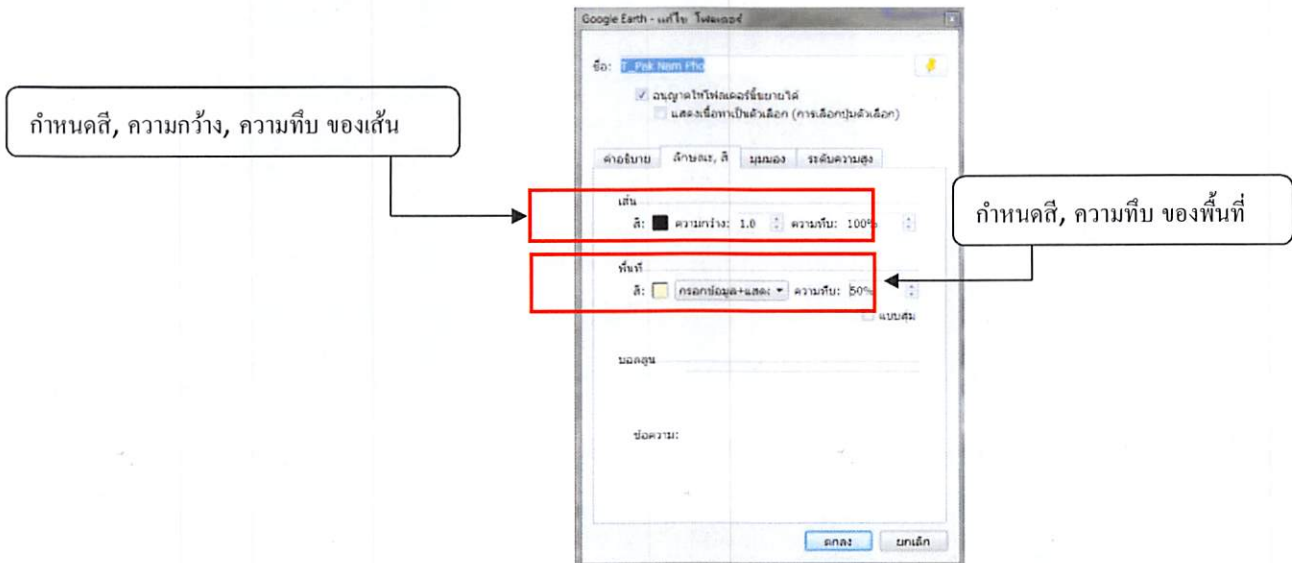 Google Earth - แก้ไข โฟลเดอร์
ชื่อ: T_Pak Nam Pho
อนุญาตให้โฟลเดอร์นี้ขยายได้
แสดงเนื้อหาเป็นตัวเลือก (การเลือกปุ่มตัวเลือก)
กำหนดสี, ความกว้าง, ความทึบ ของเส้น
คำอธิบาย ลักษณะ, สี มุมมอง ระดับความสูง
เส้น
สี: ความกว้าง: 1.0 ความทึบ: 100%
กำหนดสี, ความทึบ ของพื้นที่
พื้นที่
สี: กรอกข้อมูล+แสดง ความทึบ: 50%
แบบสุ่ม
บอลลูน
ข้อความ:
ตกลง ยกเลิก